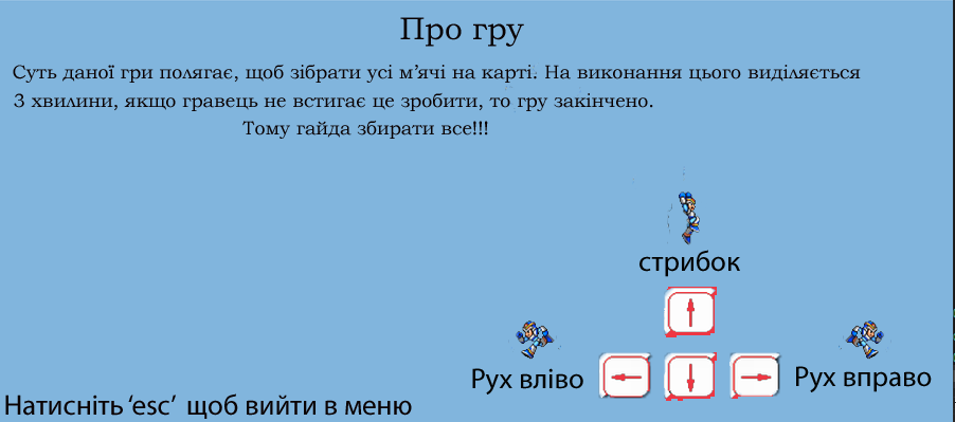 Про гру
Суть даної гри полягає, щоб зібрати усі м’ячі на карті. На виконання цього виділяється
3 хвилини, якщо гравець не встигає це зробити, то гру закінчено.
Тому гайда збирати все!!!
стрибок
Рух вліво
Рух вправо
Натисніть ‘esc’ щоб вийти в меню